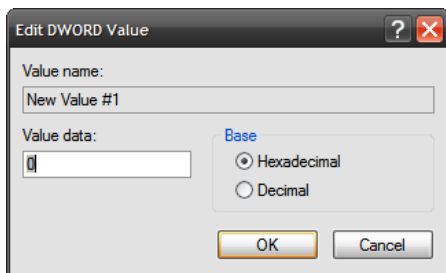 Edit DWORD Value
?
Value name:
New Value #1
Value data:
0
Base
Hexadecimal
Decimal
OK
Cancel